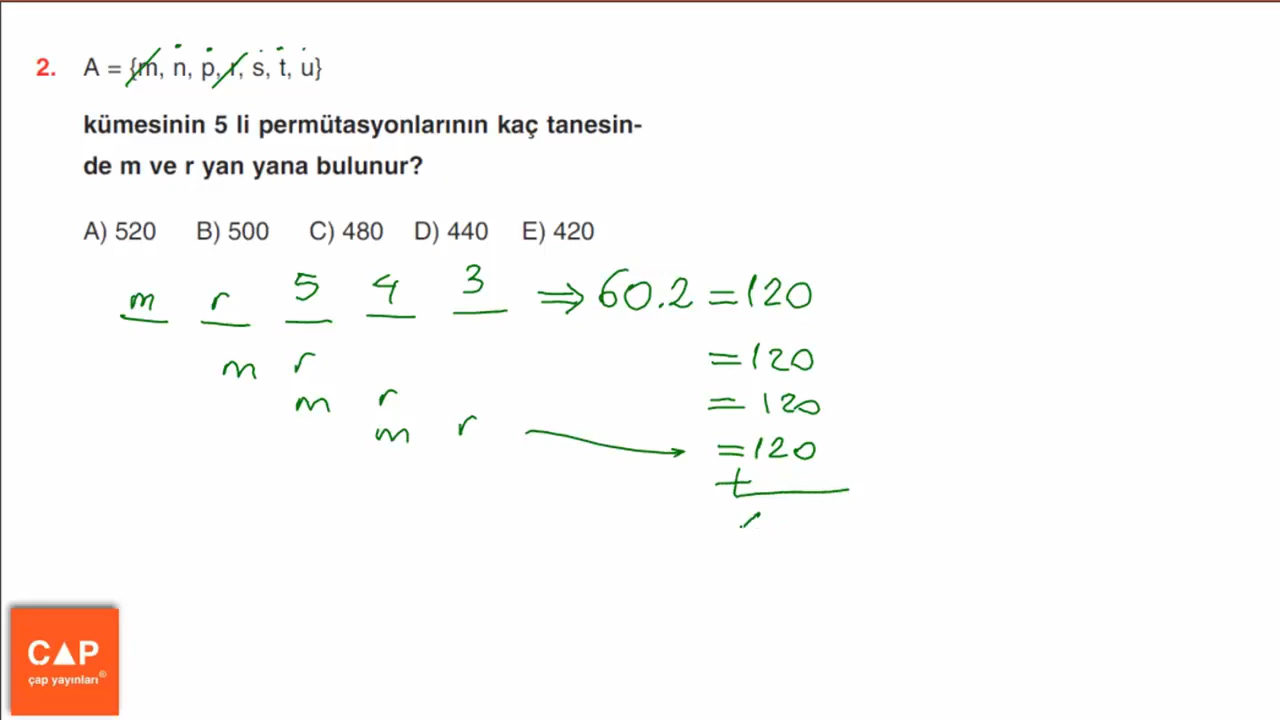 2. A = {m, n, p, r, s, t, u}
kümesinin 5 li permütasyonlarının kaç tanesin-
de m ve r yan yana bulunur?
A) 520 B) 500 C) 480 D) 440 E) 420
m r 5 4 3 ⇒ 60.2 = 120
m r = 120
m r = 120
m r → = 120
+
ÇAP
çap yayınları®